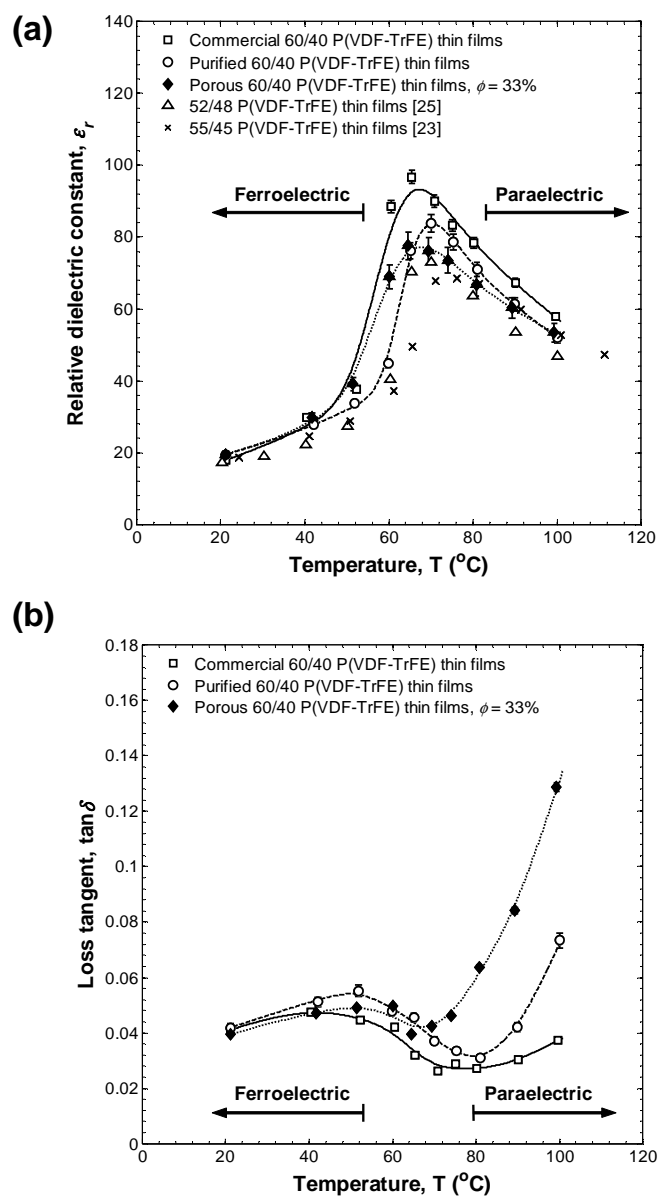 (a)
140
120
100
80
60
40
20
0
Relative dielectric constant, εr
Commercial 60/40 P(VDF-TrFE) thin films
Purified 60/40 P(VDF-TrFE) thin films
Porous 60/40 P(VDF-TrFE) thin films, ϕ = 33%
52/48 P(VDF-TrFE) thin films [25]
55/45 P(VDF-TrFE) thin films [23]
Ferroelectric
Paraelectric
0 20 40 60 80 100 120
Temperature, T (oC)
(b)
0.18
0.16
0.14
0.12
0.1
0.08
0.06
0.04
0.02
0
Loss tangent, tanδ
Commercial 60/40 P(VDF-TrFE) thin films
Purified 60/40 P(VDF-TrFE) thin films
Porous 60/40 P(VDF-TrFE) thin films, ϕ = 33%
Ferroelectric
Paraelectric
0 20 40 60 80 100 120
Temperature, T (oC)